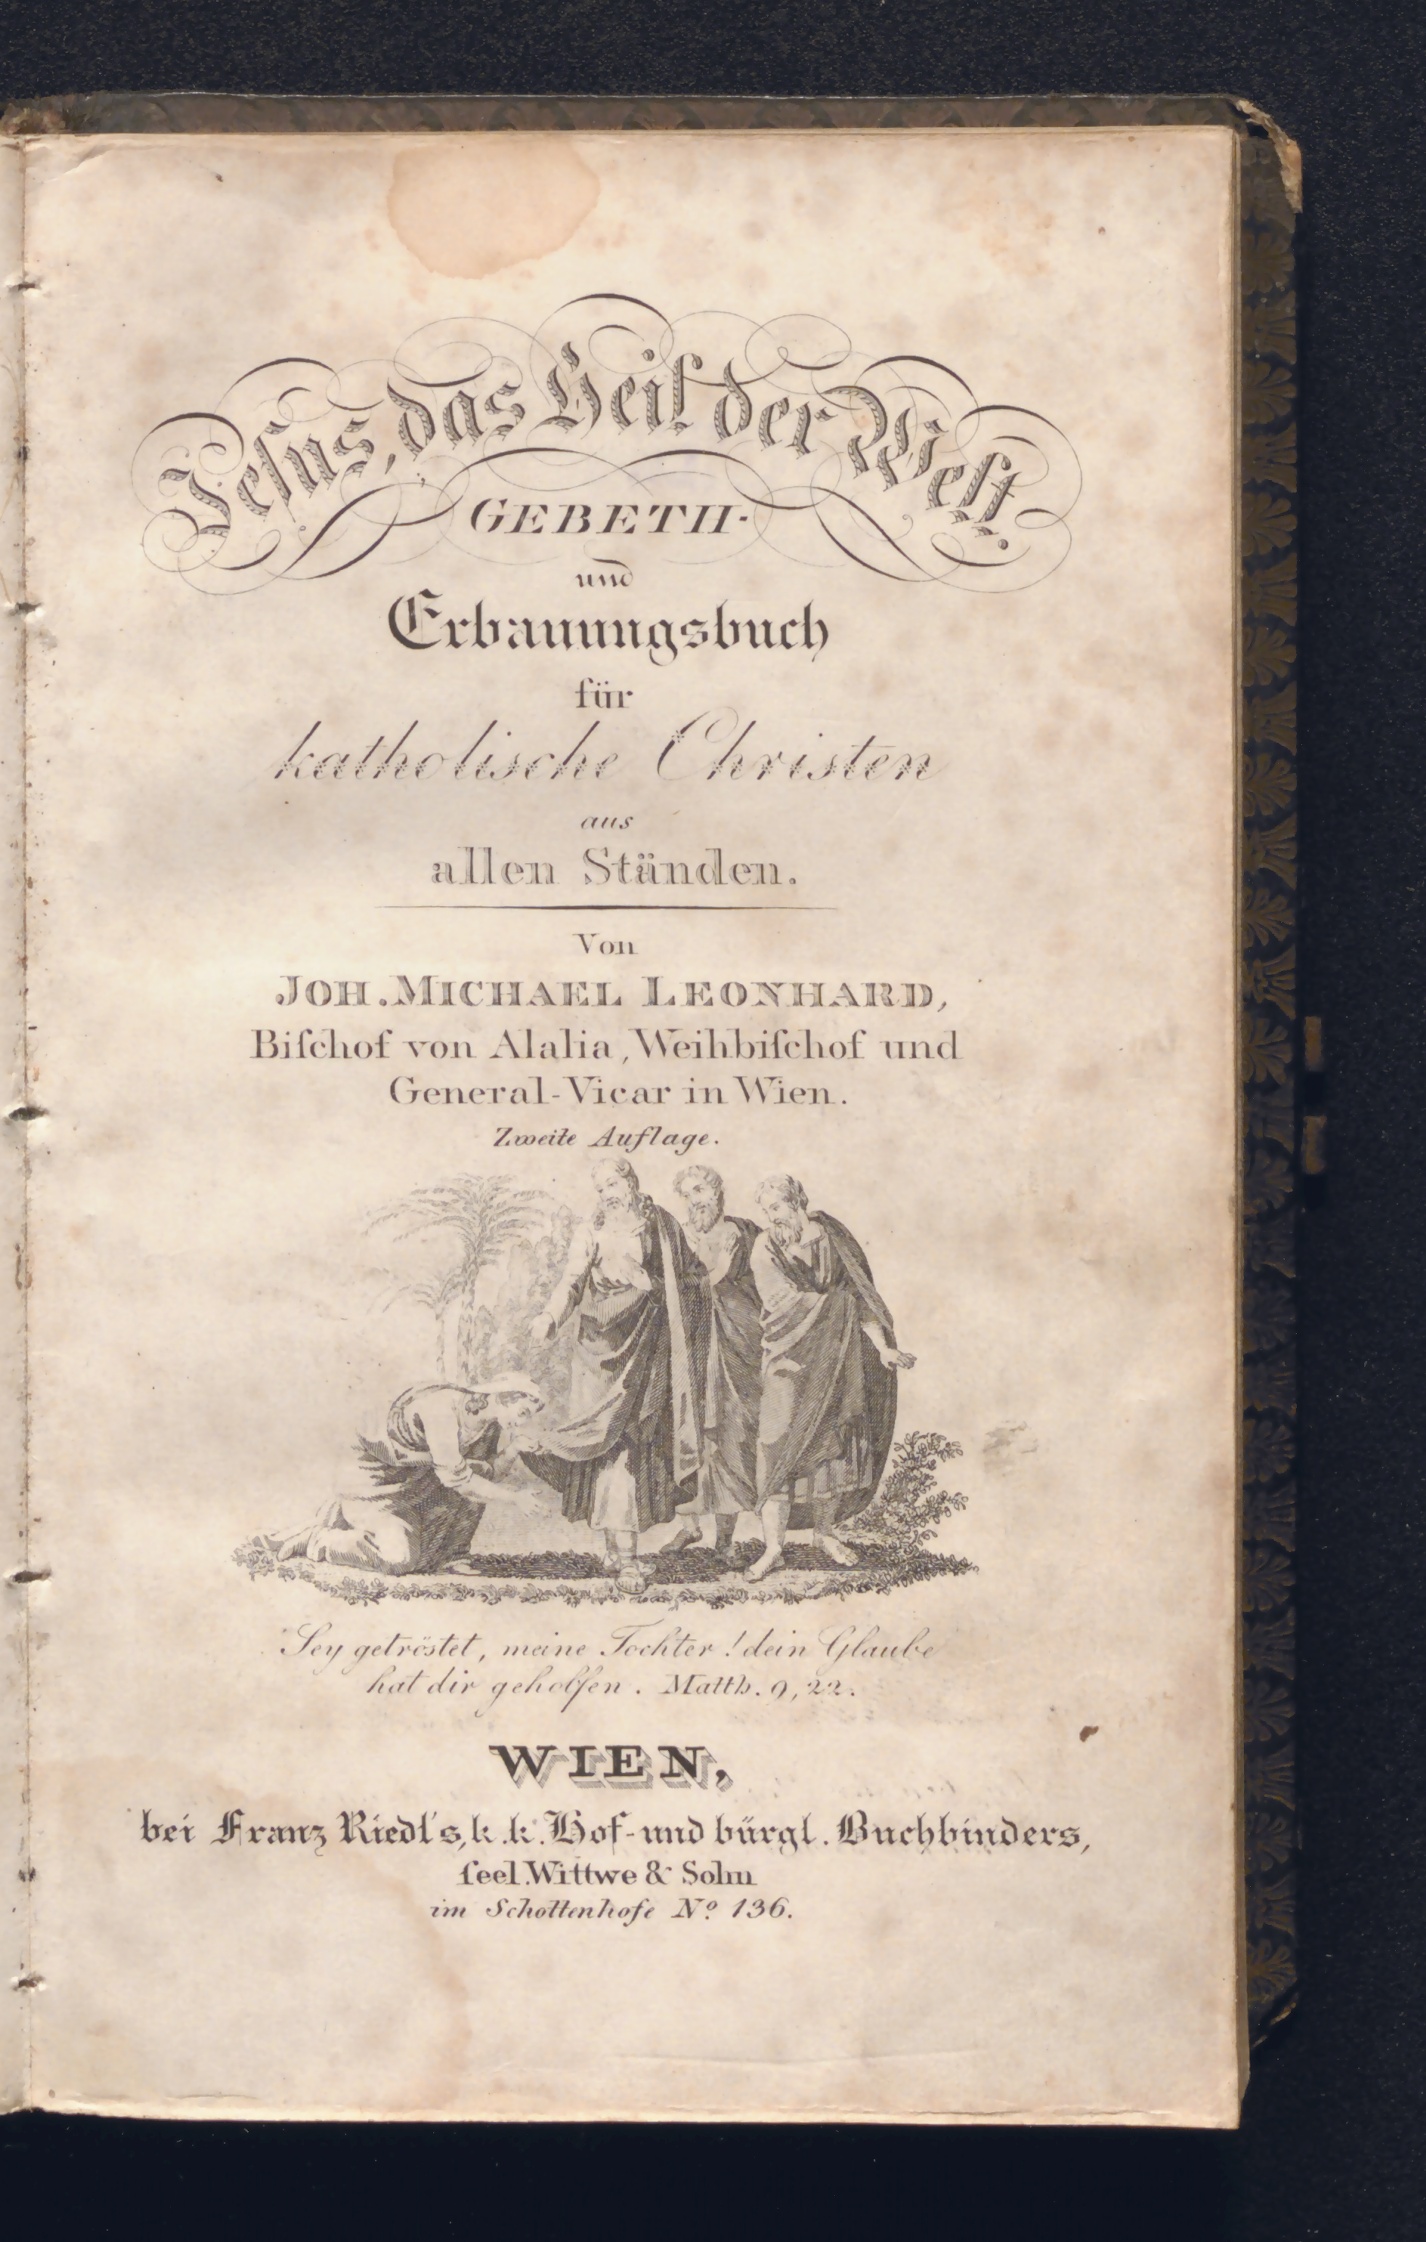 Jeſus, das Heil der Welt.
GEBETH-
und
Erbauungsbuch
für
katholische Christen
aus
allen Ständen.
Von
JOH. MICHAEL LEONHARD,
Biſchof von Alalia, Weihbiſchof und
General-Vicar in Wien.
Zweite Auflage.
Sey getröstet, meine Tochter! dein Glaube
hat dir geholfen. Matth. 9, 22.
WIEN,
bei Franz Riedl's, k. k. Hof- und bürgl. Buchbinders,
ſeel. Wittwe & Sohn
im Schottenhofe Nº 136.